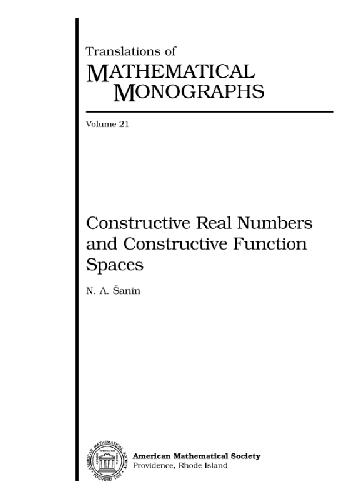 Translations of
MATHEMATICAL
MONOGRAPHS
Volume 21
Constructive Real Numbers
and Constructive Function
Spaces
N. A. Šanin
American Mathematical Society
Providence, Rhode Island